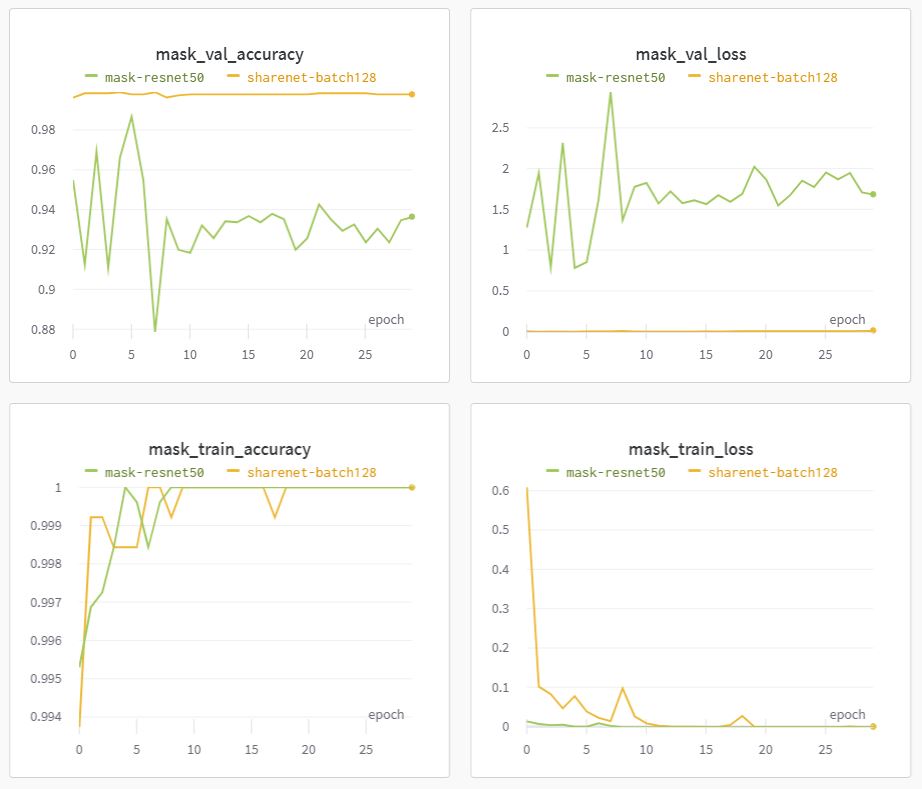 mask_val_accuracy
mask-resnet50 sharenet-batch128
0.98
0.96
0.94
0.92
0.9
0.88
epoch
0 5 10 15 20 25
mask_val_loss
mask-resnet50 sharenet-batch128
2.5
2
1.5
1
0.5
0
epoch
0 5 10 15 20 25
mask_train_accuracy
mask-resnet50 sharenet-batch128
1
0.999
0.998
0.997
0.996
0.995
0.994
epoch
0 5 10 15 20 25
mask_train_loss
mask-resnet50 sharenet-batch128
0.6
0.5
0.4
0.3
0.2
0.1
0
epoch
0 5 10 15 20 25